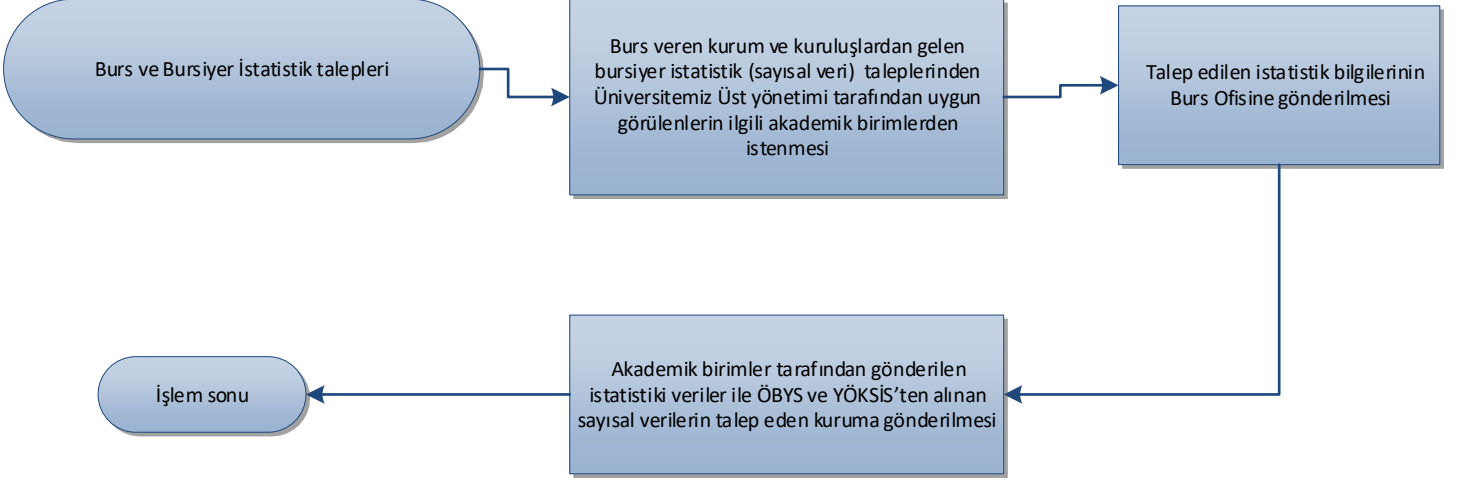 Burs ve Bursiyer İstatistik talepleri
Burs veren kurum ve kuruluşlardan gelen
bursiyer istatistik (sayısal veri) taleplerinden
Üniversitemiz Üst yönetimi tarafından uygun
görülenlerin ilgili akademik birimlerden
istenmesi
Talep edilen istatistik bilgilerinin
Burs Ofisine gönderilmesi
Akademik birimler tarafından gönderilen
istatistiki veriler ile ÖBYS ve YÖKSİS’ten alınan
sayısal verilerin talep eden kuruma gönderilmesi
İşlem sonu